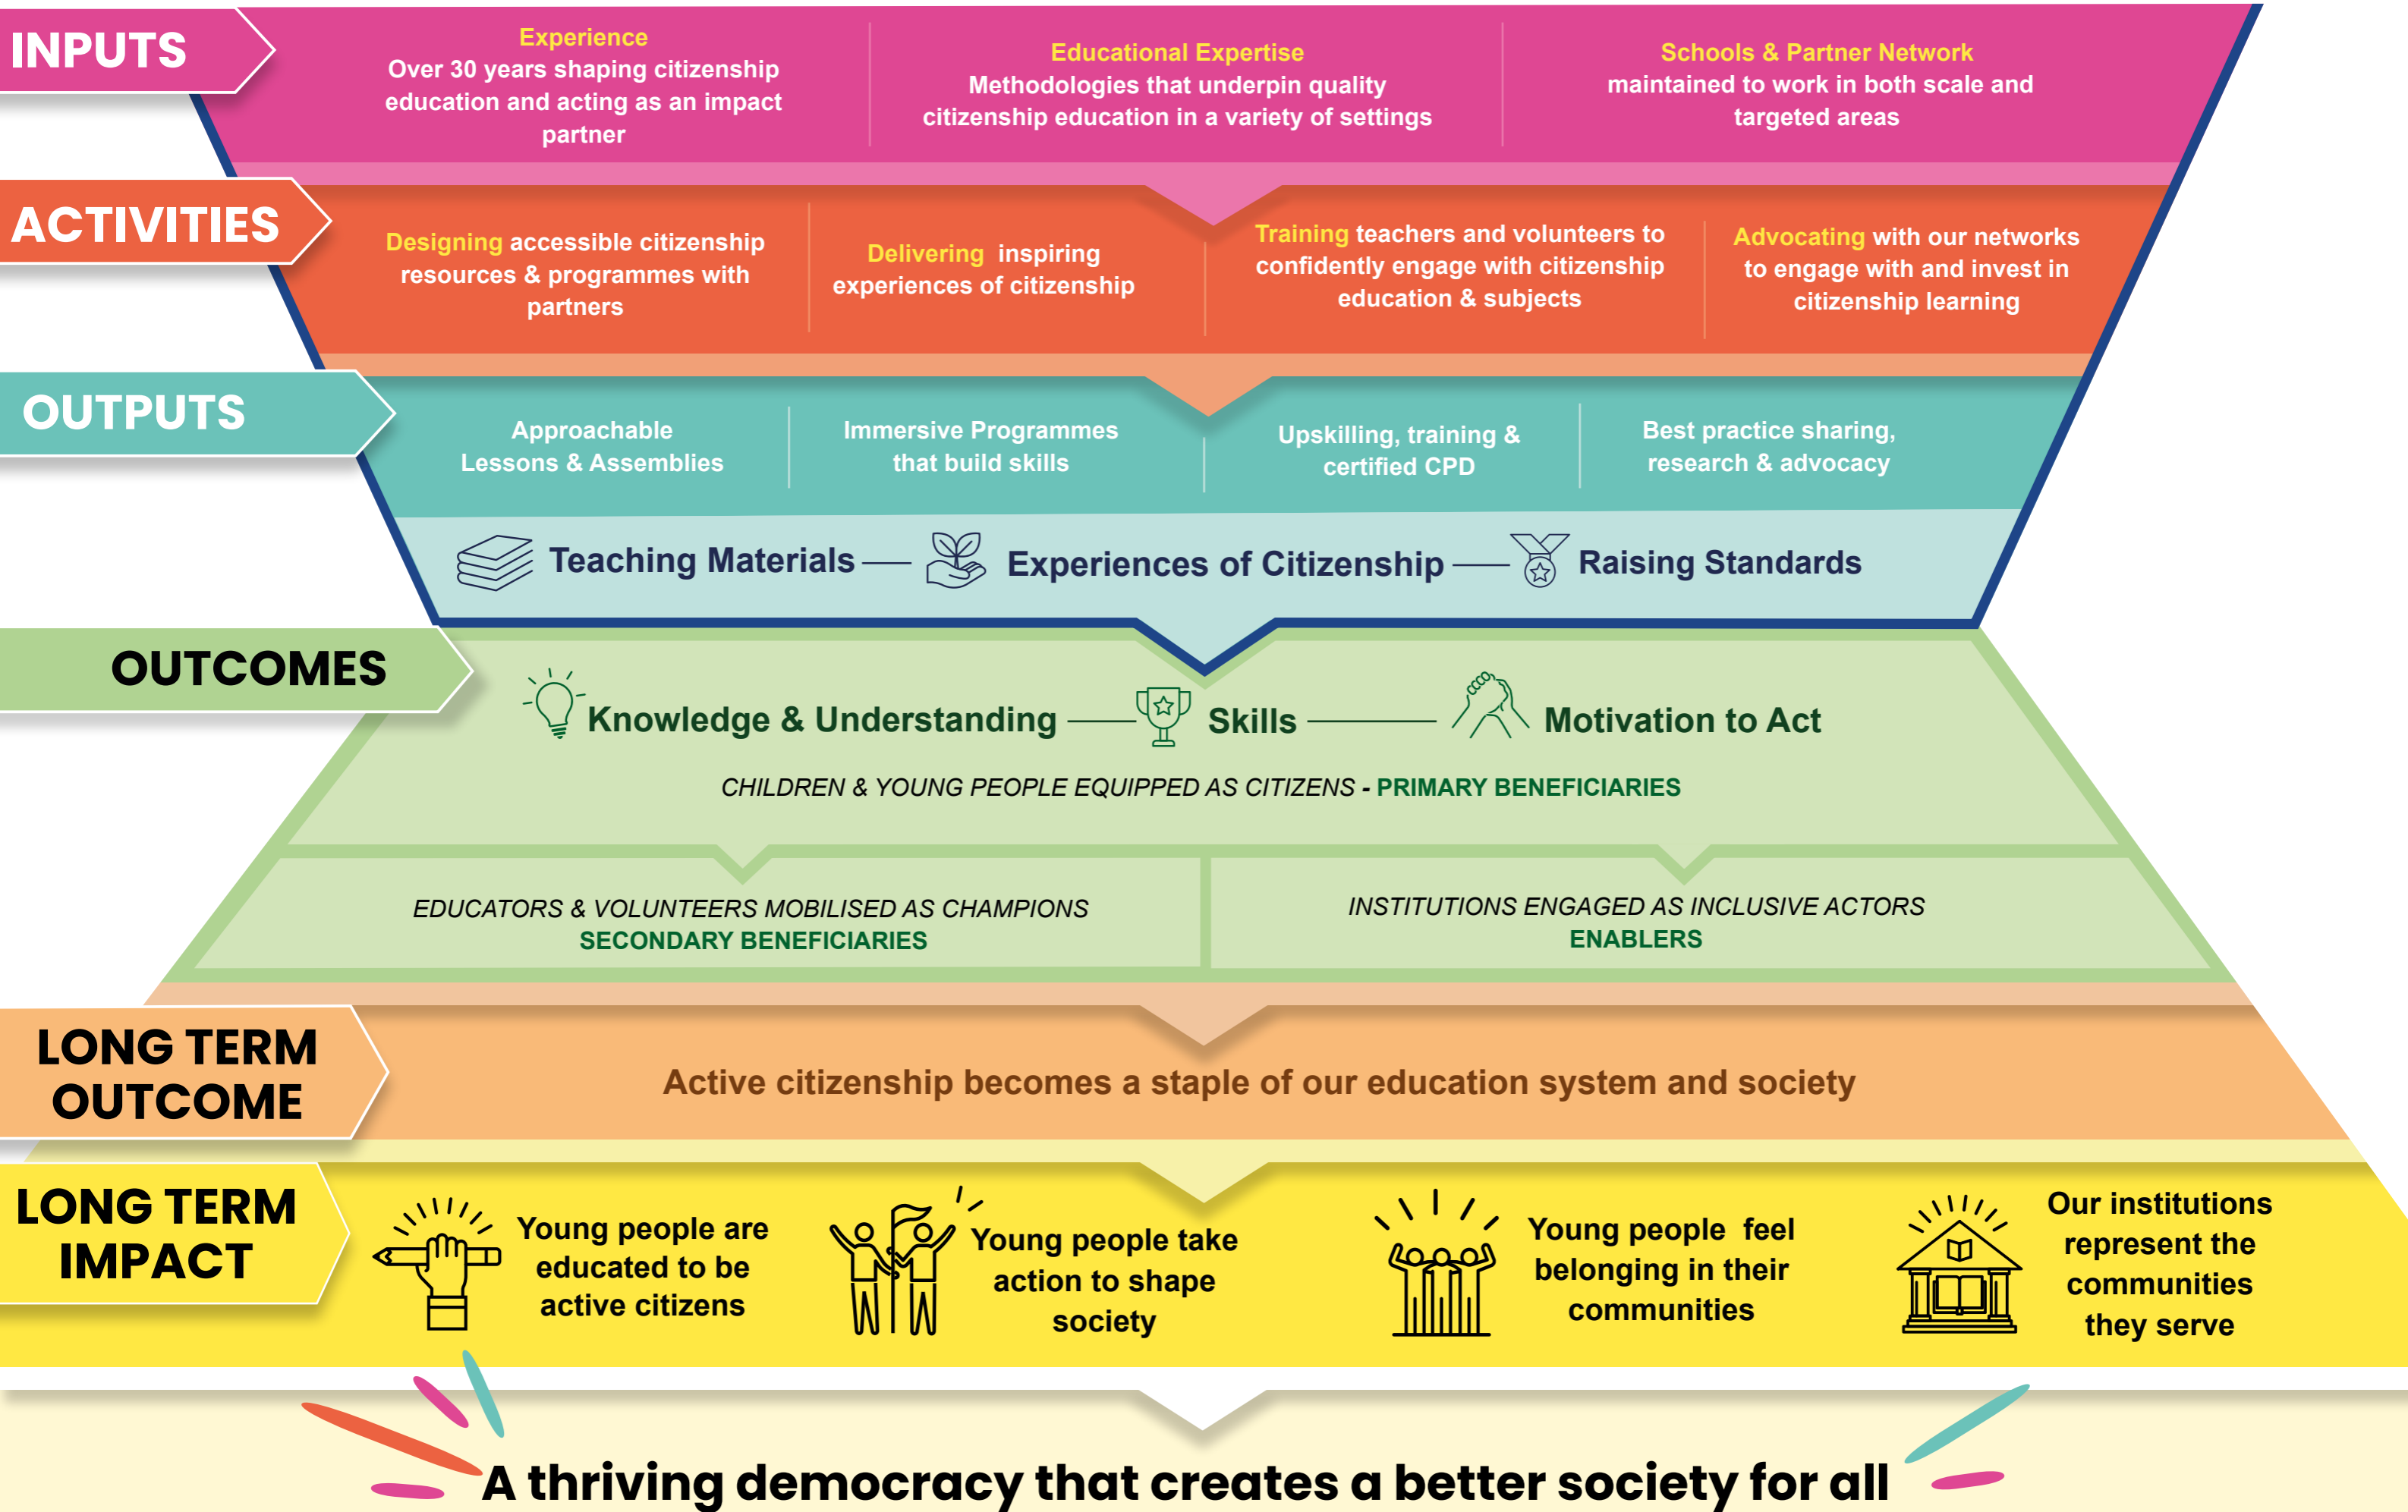 INPUTS
Experience
Over 30 years shaping citizenship
education and acting as an impact
partner
Educational Expertise
Methodologies that underpin quality
citizenship education in a variety of settings
Schools & Partner Network
maintained to work in both scale and
targeted areas
ACTIVITIES
Designing accessible citizenship
resources & programmes with
partners
Delivering inspiring
experiences of citizenship
Training teachers and volunteers to
confidently engage with citizenship
education & subjects
Advocating with our networks
to engage with and invest in
citizenship learning
OUTPUTS
Approachable
Lessons & Assemblies
Immersive Programmes
that build skills
Upskilling, training &
certified CPD
Best practice sharing,
research & advocacy
Teaching Materials
Experiences of Citizenship
Raising Standards
OUTCOMES
Knowledge & Understanding
Skills
Motivation to Act
CHILDREN & YOUNG PEOPLE EQUIPPED AS CITIZENS - PRIMARY BENEFICIARIES
EDUCATORS & VOLUNTEERS MOBILISED AS CHAMPIONS
SECONDARY BENEFICIARIES
INSTITUTIONS ENGAGED AS INCLUSIVE ACTORS
ENABLERS
LONG TERM
OUTCOME
Active citizenship becomes a staple of our education system and society
LONG TERM
IMPACT
Young people are
educated to be
active citizens
Young people take
action to shape
society
Young people feel
belonging in their
communities
Our institutions
represent the
communities
they serve
A thriving democracy that creates a better society for all